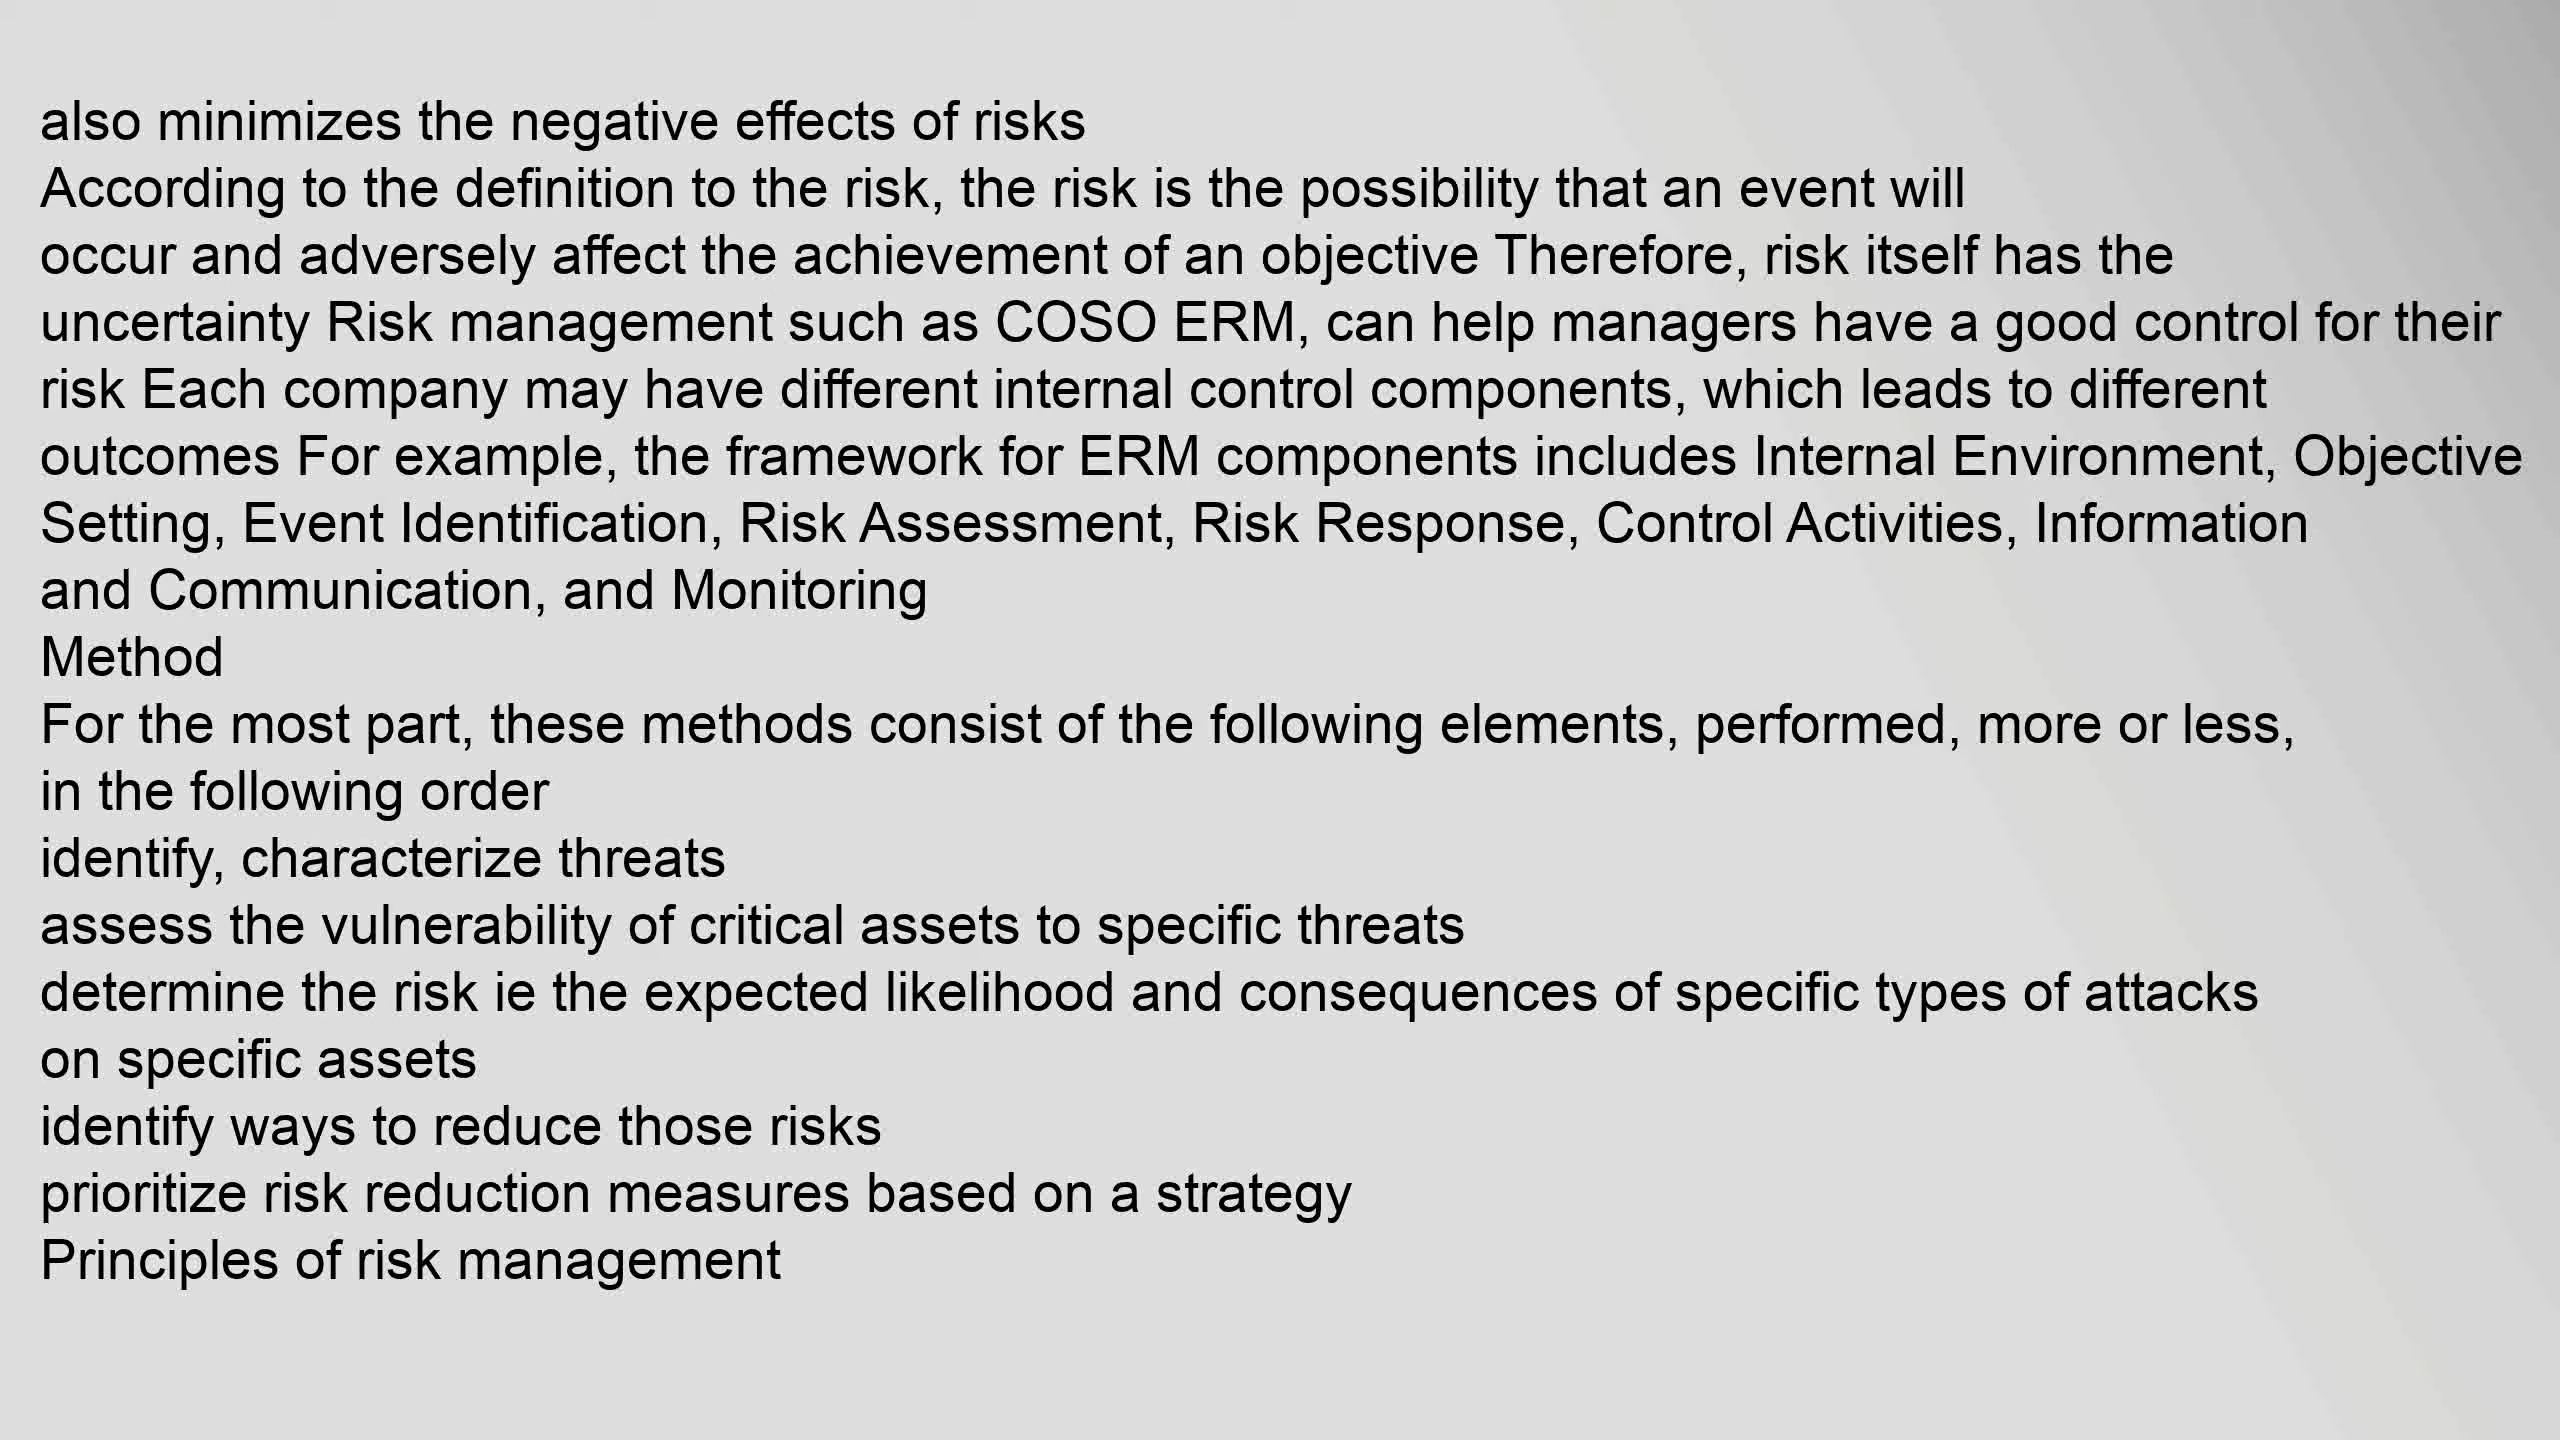 also minimizes the negative effects of risks
According to the definition to the risk, the risk is the possibility that an event will
occur and adversely affect the achievement of an objective Therefore, risk itself has the
uncertainty Risk management such as COSO ERM, can help managers have a good control for their
risk Each company may have different internal control components, which leads to different
outcomes For example, the framework for ERM components includes Internal Environment, Objective
Setting, Event Identification, Risk Assessment, Risk Response, Control Activities, Information
and Communication, and Monitoring
Method
For the most part, these methods consist of the following elements, performed, more or less,
in the following order
identify, characterize threats
assess the vulnerability of critical assets to specific threats
determine the risk ie the expected likelihood and consequences of specific types of attacks
on specific assets
identify ways to reduce those risks
prioritize risk reduction measures based on a strategy
Principles of risk management